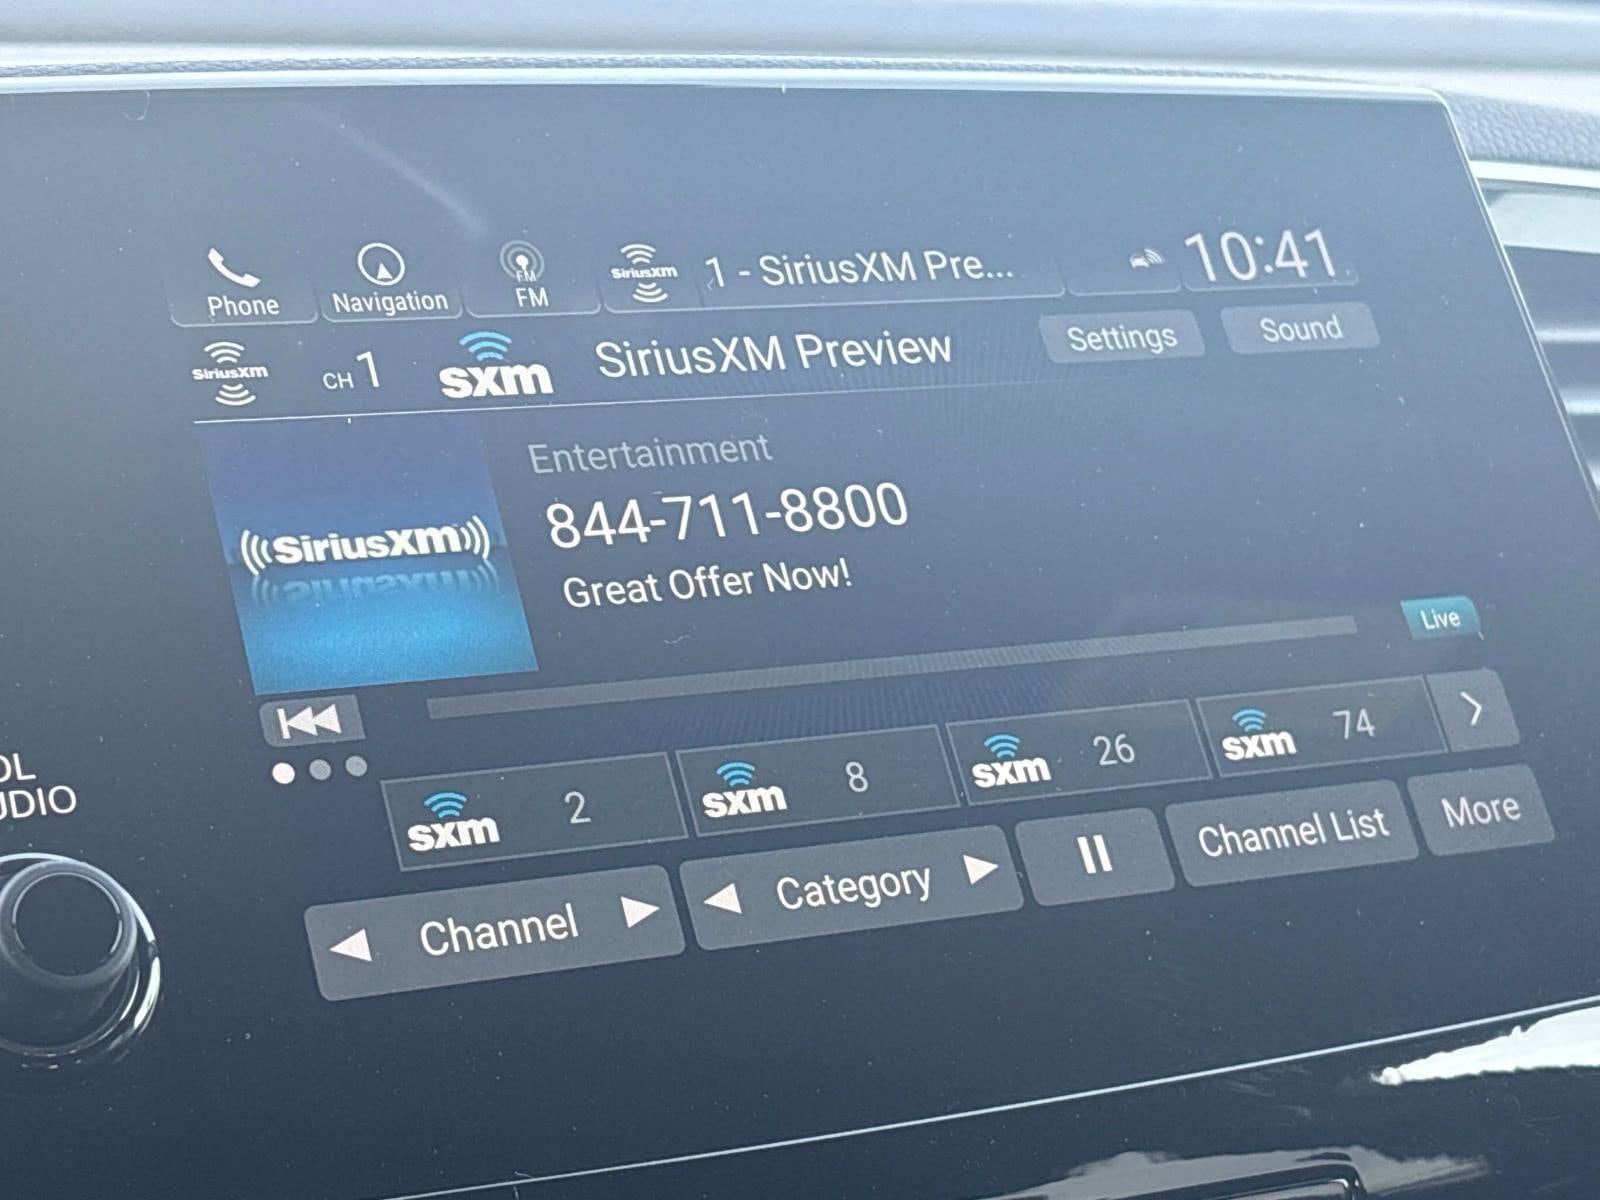 Phone
Navigation
FM
FM
SiriusXM
1 - SiriusXM Pre...
10:41
SiriusXM
CH 1
sxm
SiriusXM Preview
Settings
Sound
Entertainment
844-711-8800
Great Offer Now!
SiriusXM
Live
sxm 2
sxm 8
sxm 26
sxm 74
Channel
Category
Channel List
More
OL
UDIO